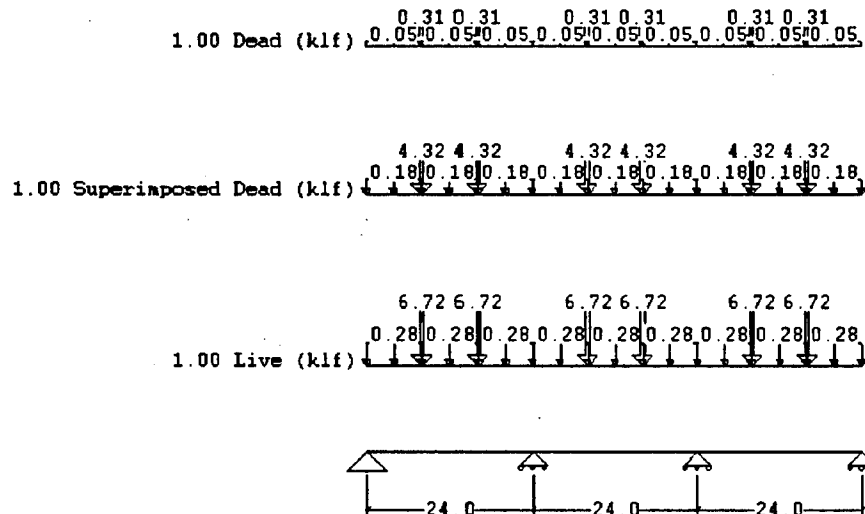 0.31 0.31 0.31 0.31 0.31 0.31
1.00 Dead (klf) 0.05 0.05 0.05 0.05 0.05 0.05 0.05 0.05 0.05
4.32 4.32 4.32 4.32 4.32 4.32
1.00 Superimposed Dead (klf) 0.18 0.18 0.18 0.18 0.18 0.18 0.18 0.18 0.18
6.72 6.72 6.72 6.72 6.72 6.72
1.00 Live (klf) 0.28 0.28 0.28 0.28 0.28 0.28 0.28 0.28 0.28
24.0 24.0 24.0